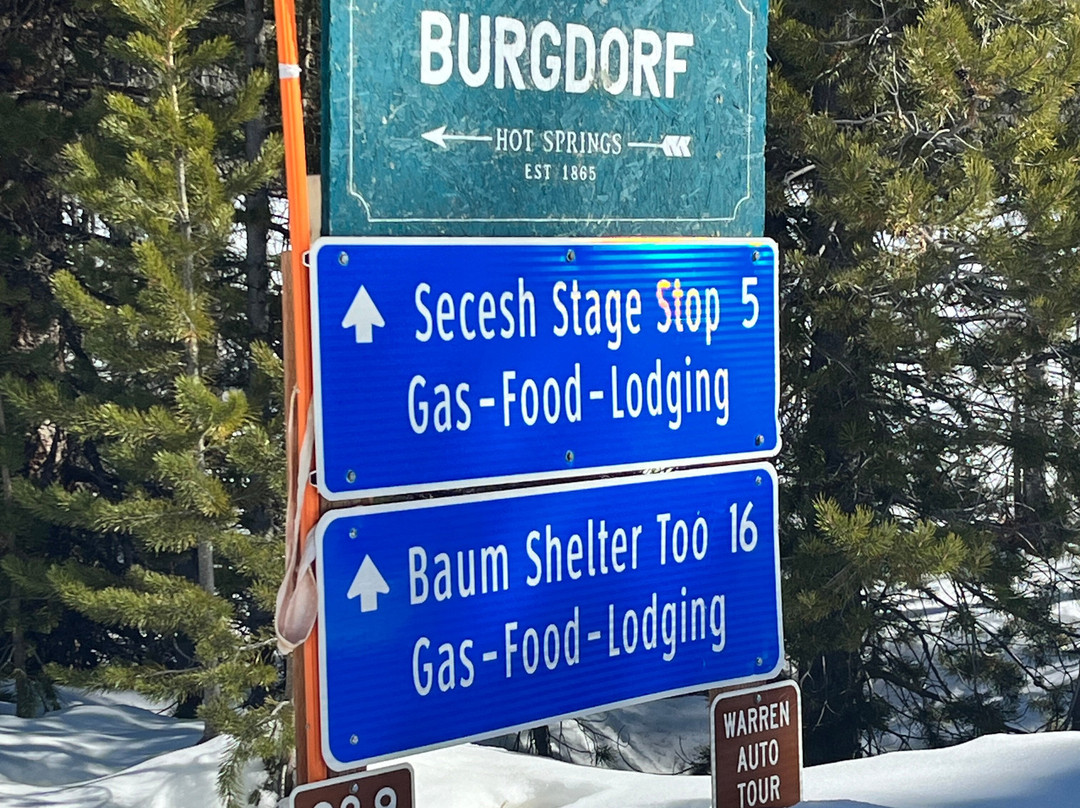 BURGDORF
HOT SPRINGS
EST 1865
Secesh Stage Stop 5
Gas-Food-Lodging
Baum Shelter Too 16
Gas-Food-Lodging
WARREN
AUTO
TOUR